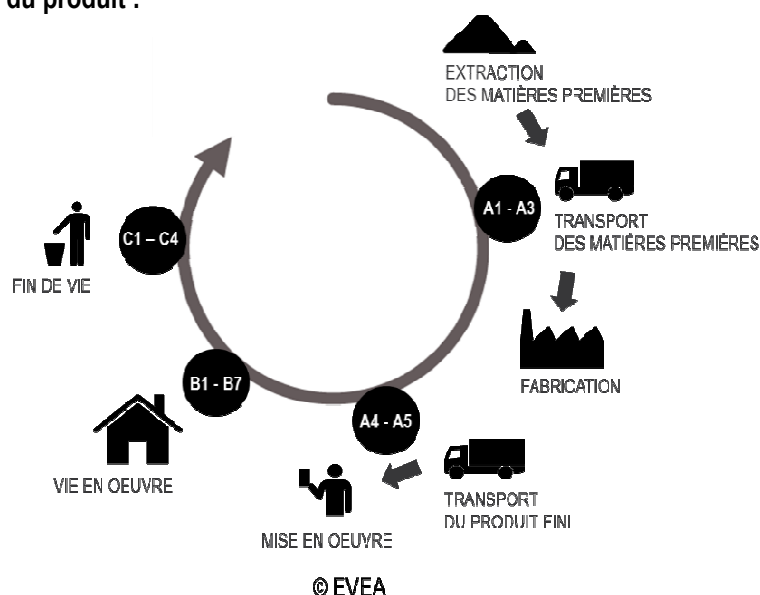 du produit :
EXTRACTION
DES MATIÈRES PREMIÈRES
A1 - A3
TRANSPORT
DES MATIÈRES PREMIÈRES
FABRICATION
A4 - A5
TRANSPORT
DU PRODUIT FINI
MISE EN OEUVRE
B1 - B7
VIE EN OEUVRE
C1 – C4
FIN DE VIE
© EVEA